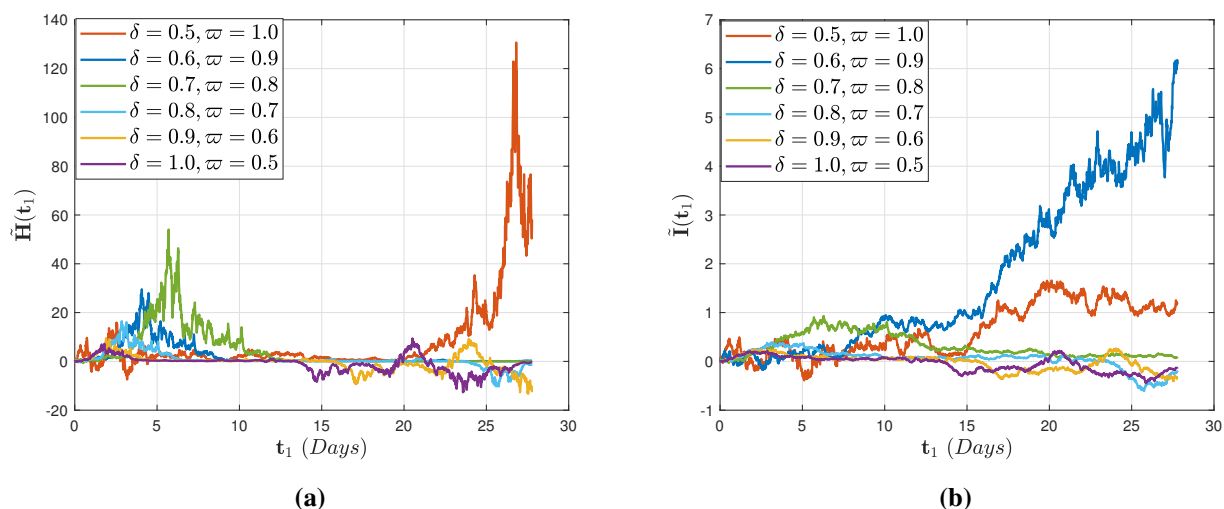 140
120
100
80
60
40
20
0
-20
H̃(t₁)
δ = 0.5, ϖ = 1.0
δ = 0.6, ϖ = 0.9
δ = 0.7, ϖ = 0.8
δ = 0.8, ϖ = 0.7
δ = 0.9, ϖ = 0.6
δ = 1.0, ϖ = 0.5
0 5 10 15 20 25 30
t₁ (Days)
(a)
7
6
5
4
3
2
1
0
-1
Ĩ(t₁)
δ = 0.5, ϖ = 1.0
δ = 0.6, ϖ = 0.9
δ = 0.7, ϖ = 0.8
δ = 0.8, ϖ = 0.7
δ = 0.9, ϖ = 0.6
δ = 1.0, ϖ = 0.5
0 5 10 15 20 25 30
t₁ (Days)
(b)